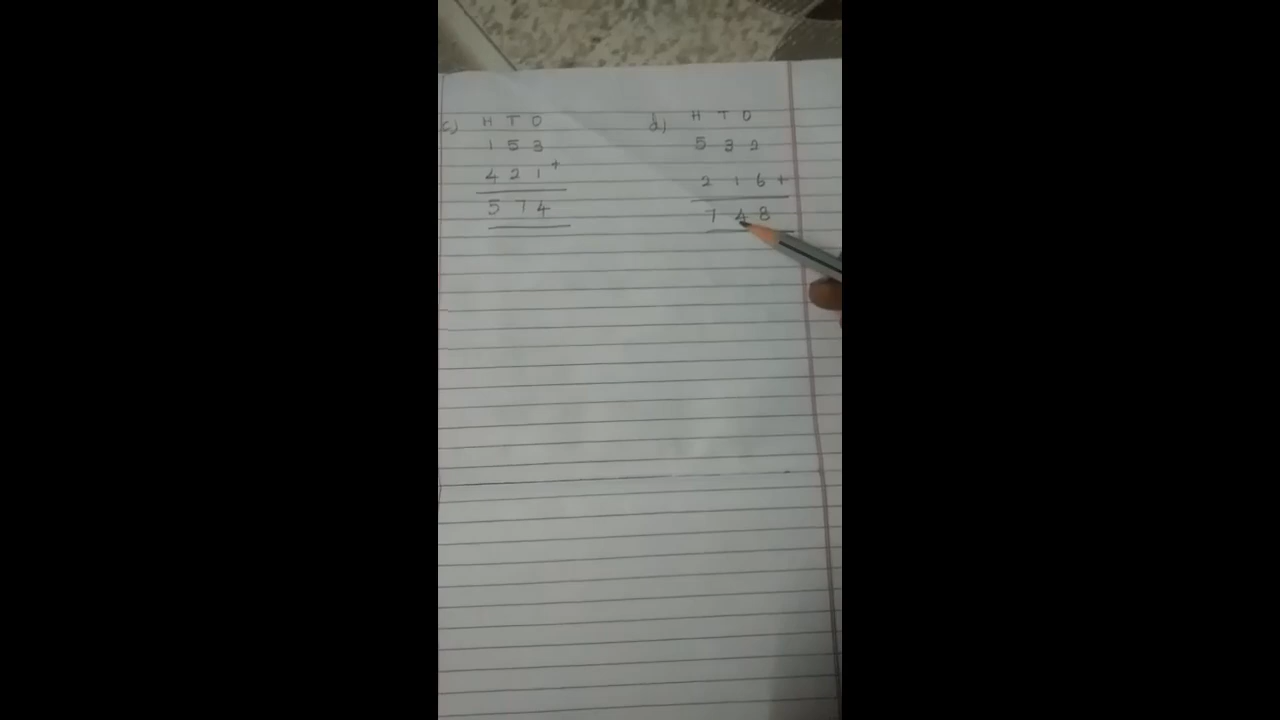 c) H T O
1 5 3
4 2 1 +
5 7 4
d) H T O
5 3 2
2 1 6 +
7 4 8